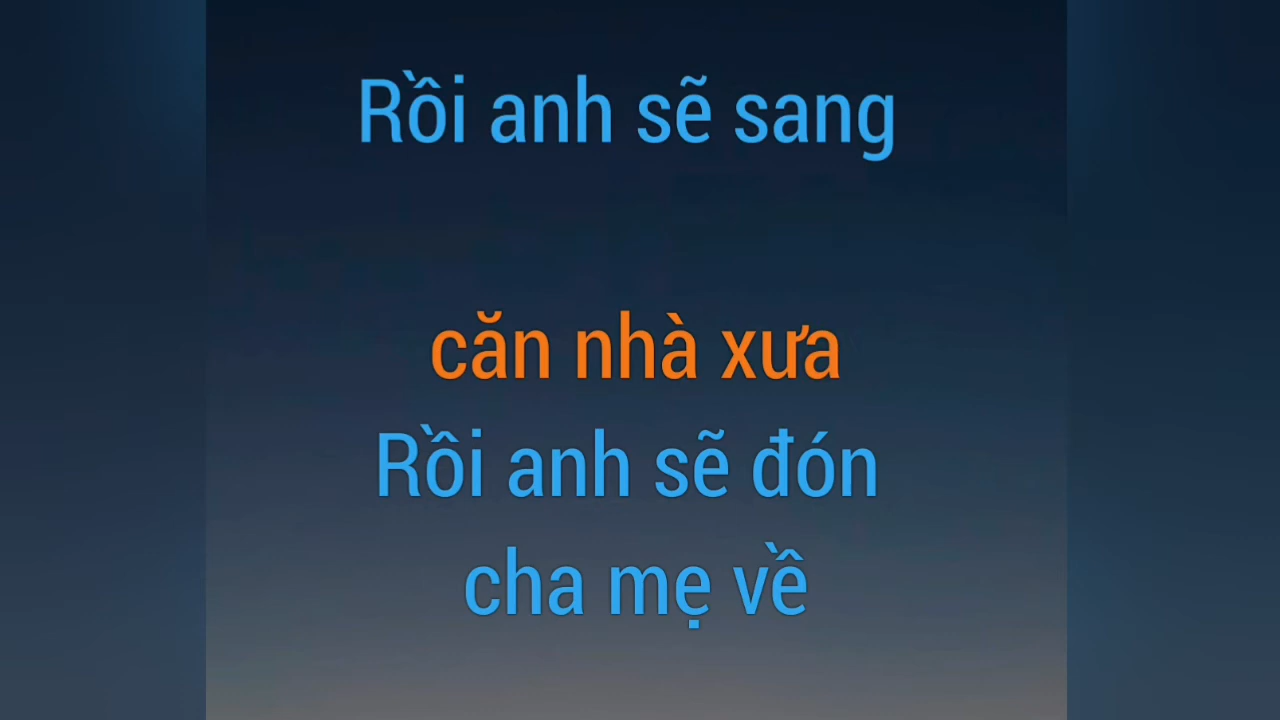 Rồi anh sẽ sang
căn nhà xưa
Rồi anh sẽ đón
cha mẹ về